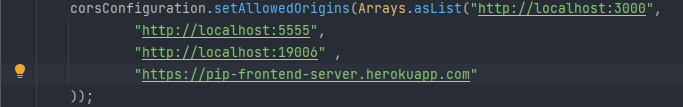 corsConfiguration.setAllowedOrigins(Arrays.asList("http://localhost:3000",
"http://localhost:5555",
"http://localhost:19006" ,
"https://pip-frontend-server.herokuapp.com"
));